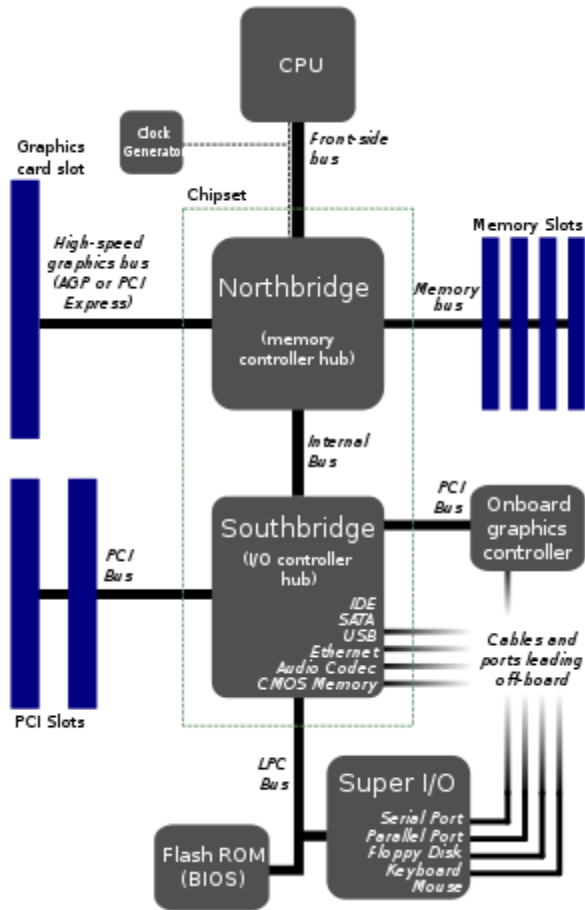 CPU
Clock
Generator
Front-side
bus
Graphics
card slot
Chipset
High-speed
graphics bus
(AGP or PCI
Express)
Northbridge
(memory
controller hub)
Memory
bus
Memory Slots
Internal
Bus
PCI
Bus
Southbridge
(I/O controller
hub)
IDE
SATA
USB
Ethernet
Audio Codec
CMOS Memory
PCI
Bus
Onboard
graphics
controller
Cables and
ports leading
off-board
PCI Slots
LPC
Bus
Super I/O
Serial Port
Parallel Port
Floppy Disk
Keyboard
Mouse
Flash ROM
(BIOS)